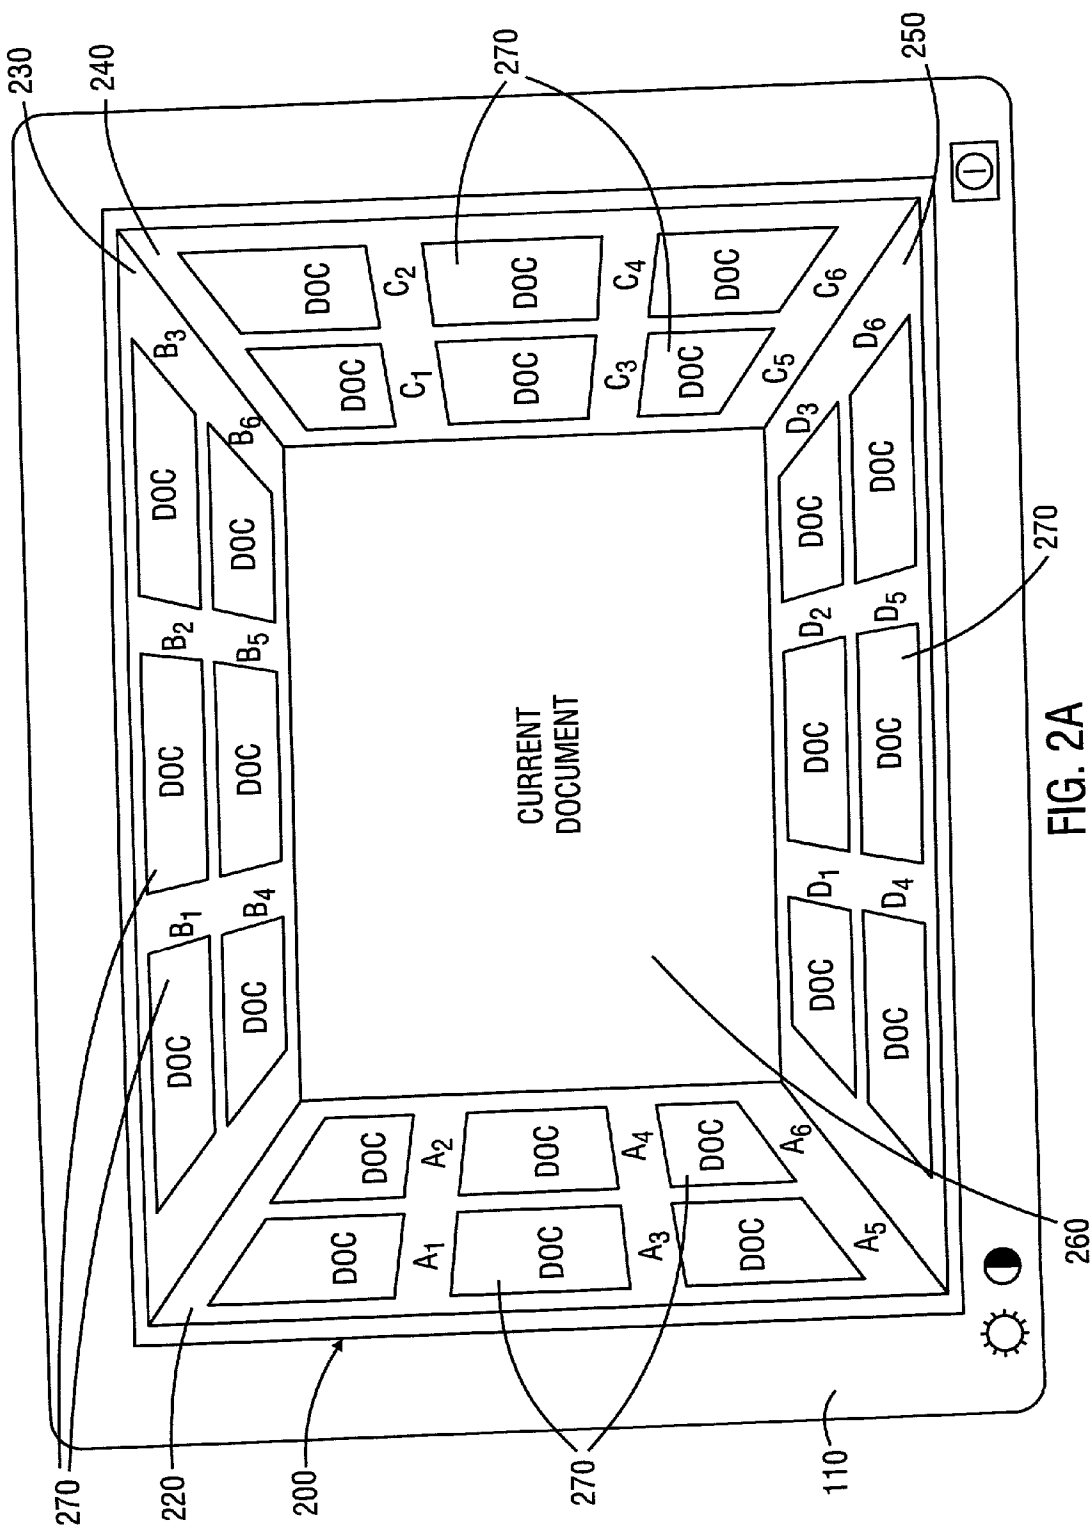 230
270
240
220
DOC DOC DOC
B1 B2 B3
DOC DOC DOC
B4 B5 B6
200
DOC DOC DOC DOC
A1 A2 C1 C2
270
DOC DOC DOC DOC
CURRENT
DOCUMENT
270
A3 A4 C3 C4
DOC DOC DOC DOC
A5 A6 C5 C6
DOC DOC DOC
D1 D2 D3
DOC DOC DOC
D4 D5 D6
110
250
270
260
FIG. 2A